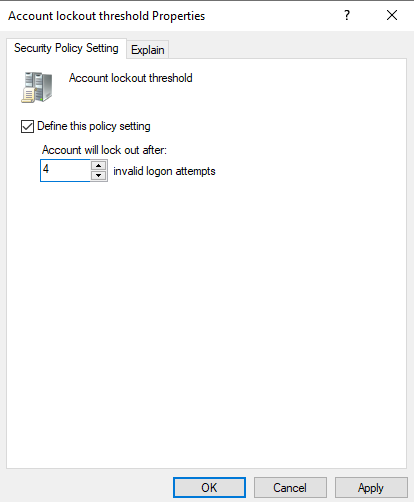 Account lockout threshold Properties
?
Security Policy Setting
Explain
Account lockout threshold
Define this policy setting
Account will lock out after:
4 invalid logon attempts
OK
Cancel
Apply